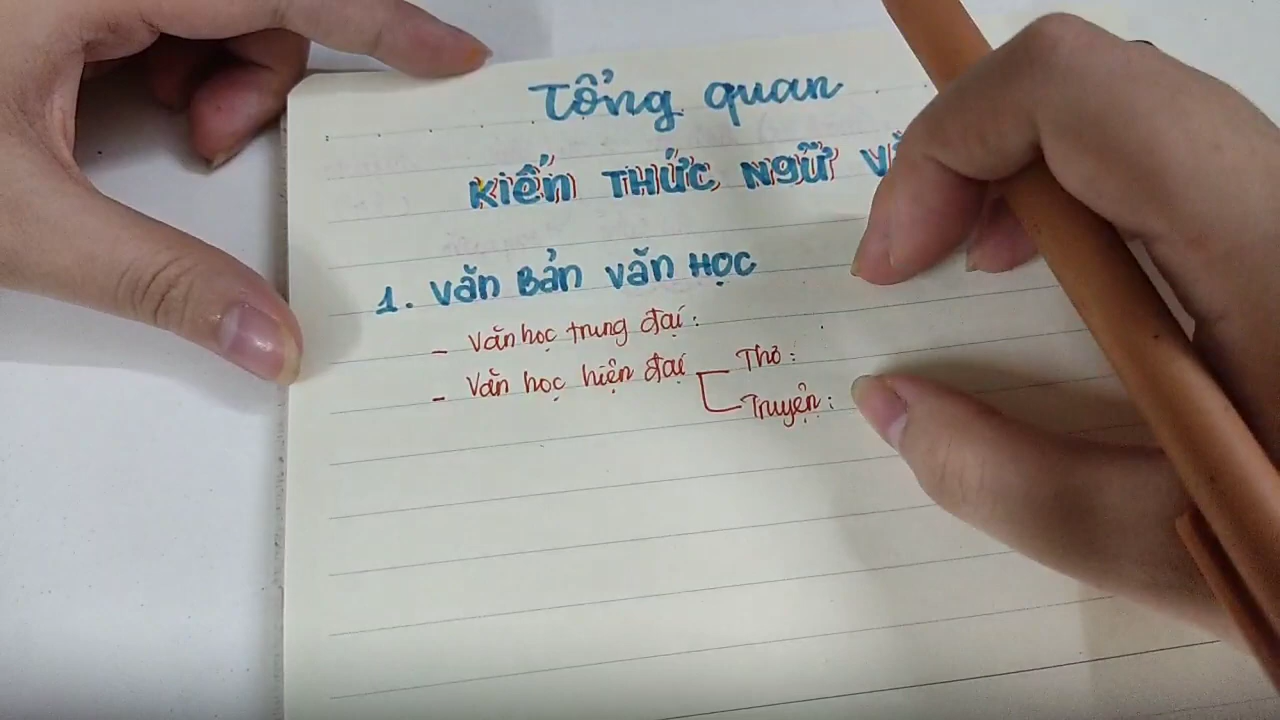 Tổng quan
KIẾN THỨC NGỮ
1. VĂN BẢN VĂN HỌC
- Văn học trung đại:
- Văn học hiện đại
Thơ:
Truyện: